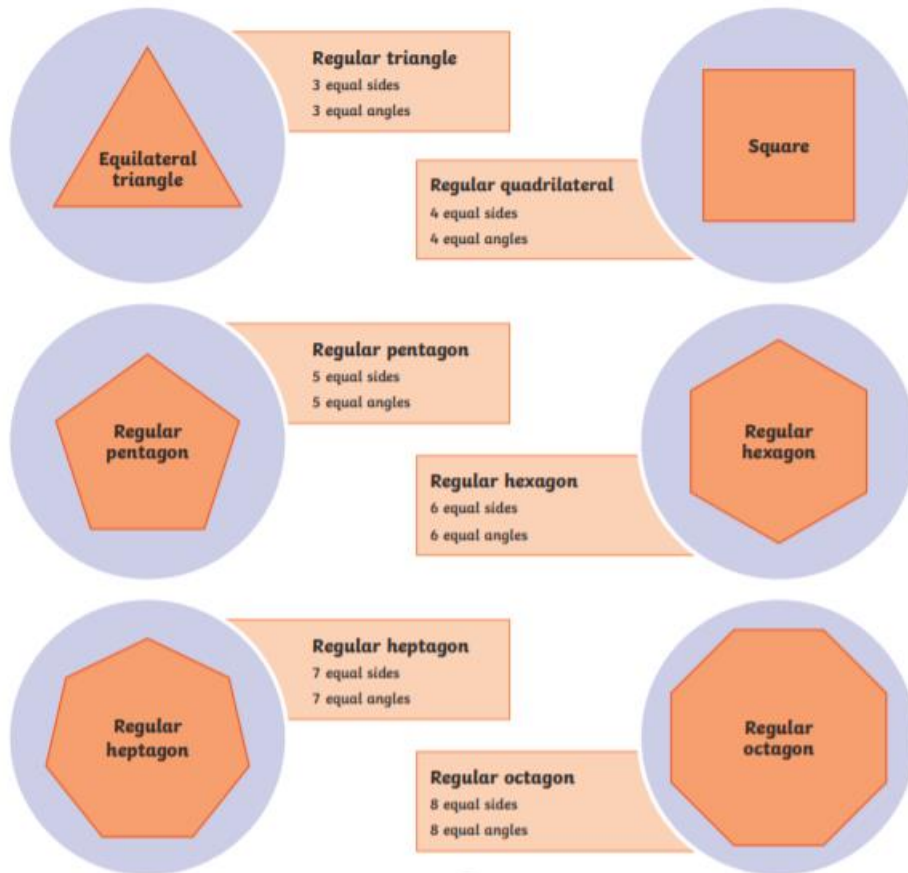 Equilateral
triangle
Regular triangle
3 equal sides
3 equal angles
Regular quadrilateral
4 equal sides
4 equal angles
Square
Regular
pentagon
Regular pentagon
5 equal sides
5 equal angles
Regular hexagon
6 equal sides
6 equal angles
Regular
hexagon
Regular
heptagon
Regular heptagon
7 equal sides
7 equal angles
Regular octagon
8 equal sides
8 equal angles
Regular
octagon